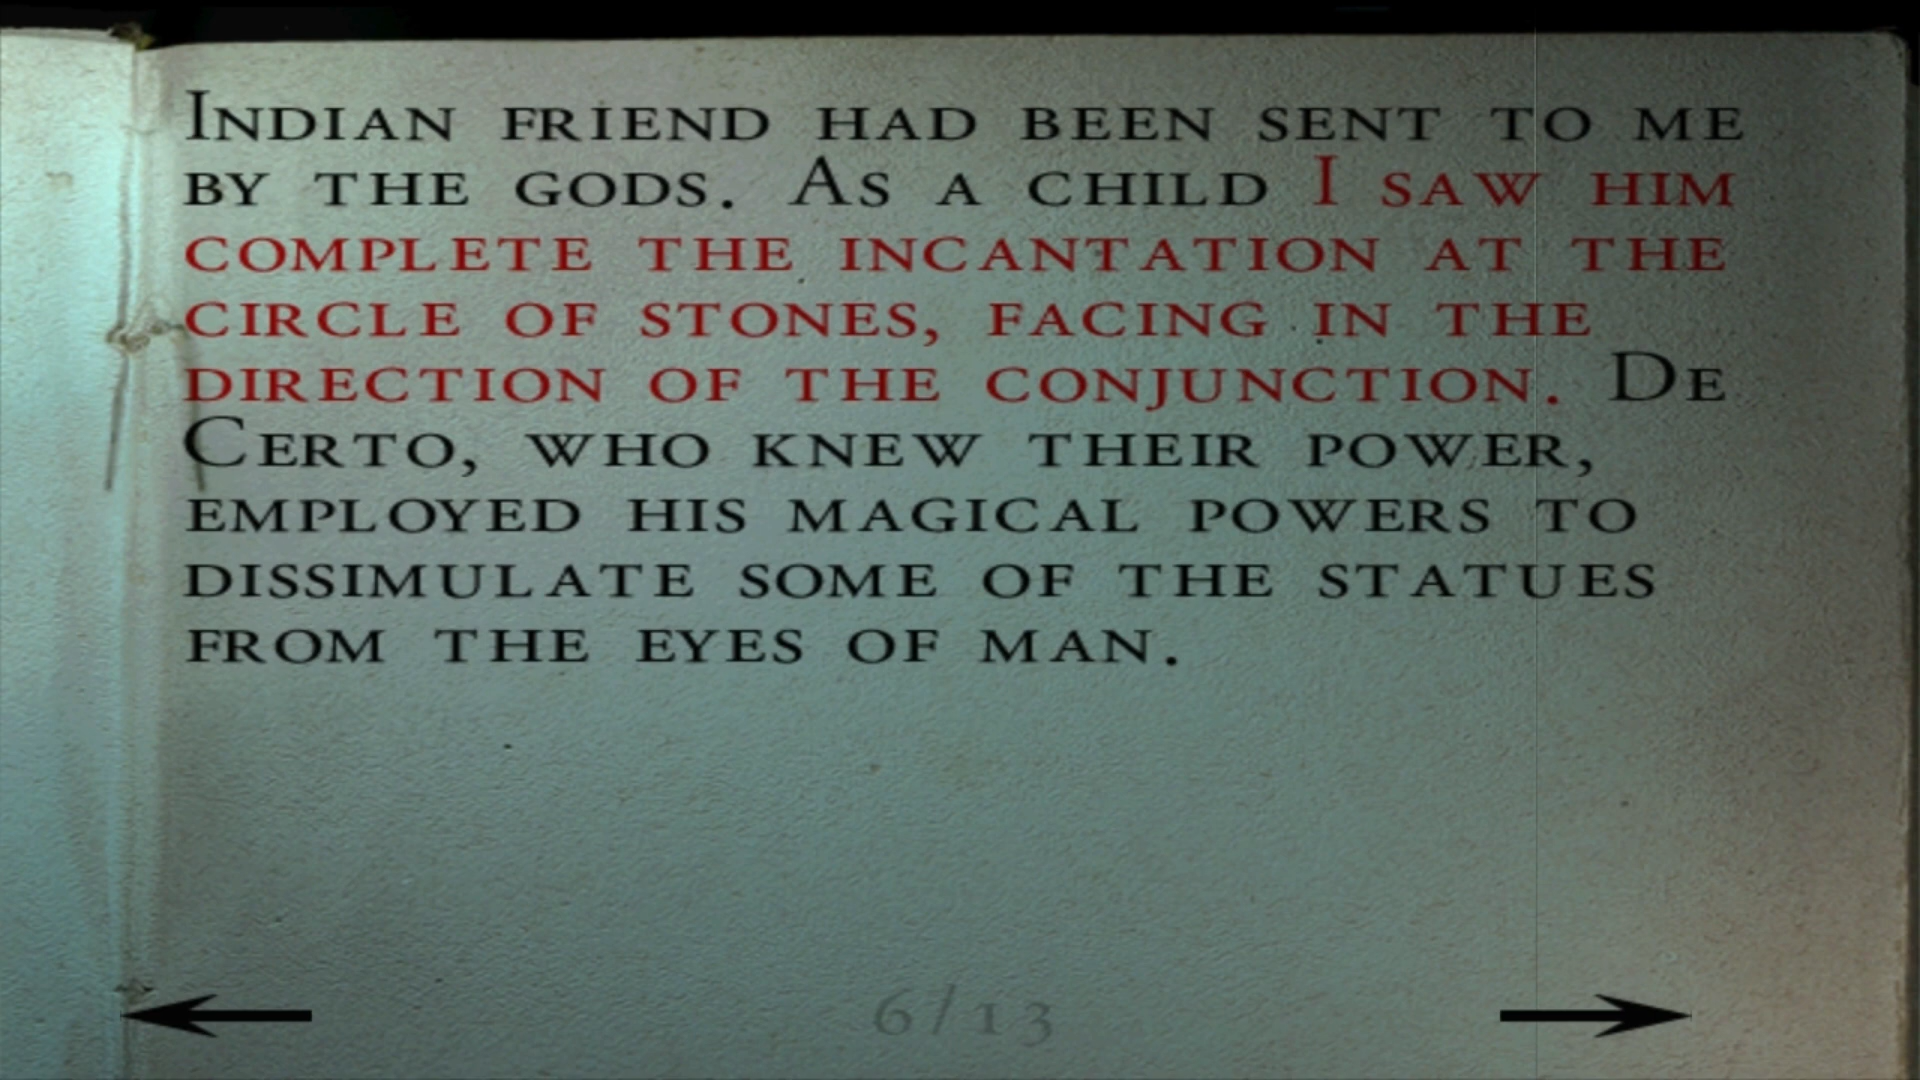 Indian friend had been sent to me
by the gods. As a child I saw him
complete the incantation at the
circle of stones, facing in the
direction of the conjunction. De
Certo, who knew their power,
employed his magical powers to
dissimulate some of the statues
from the eyes of man.
6/13